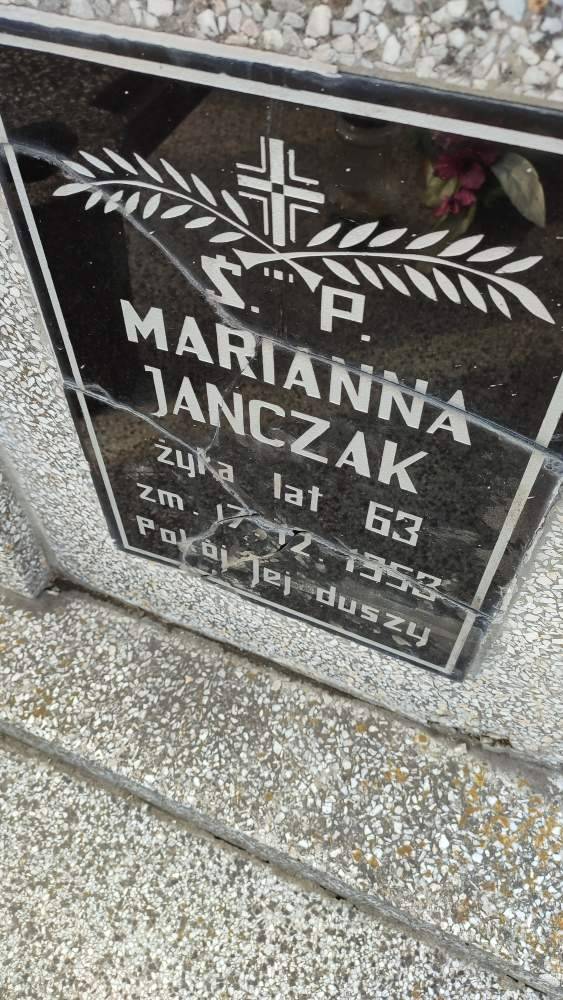 Ś. P.
MARIANNA
JANCZAK
żyła lat 63
zm. 17.12.1953
Pokój Jej duszy